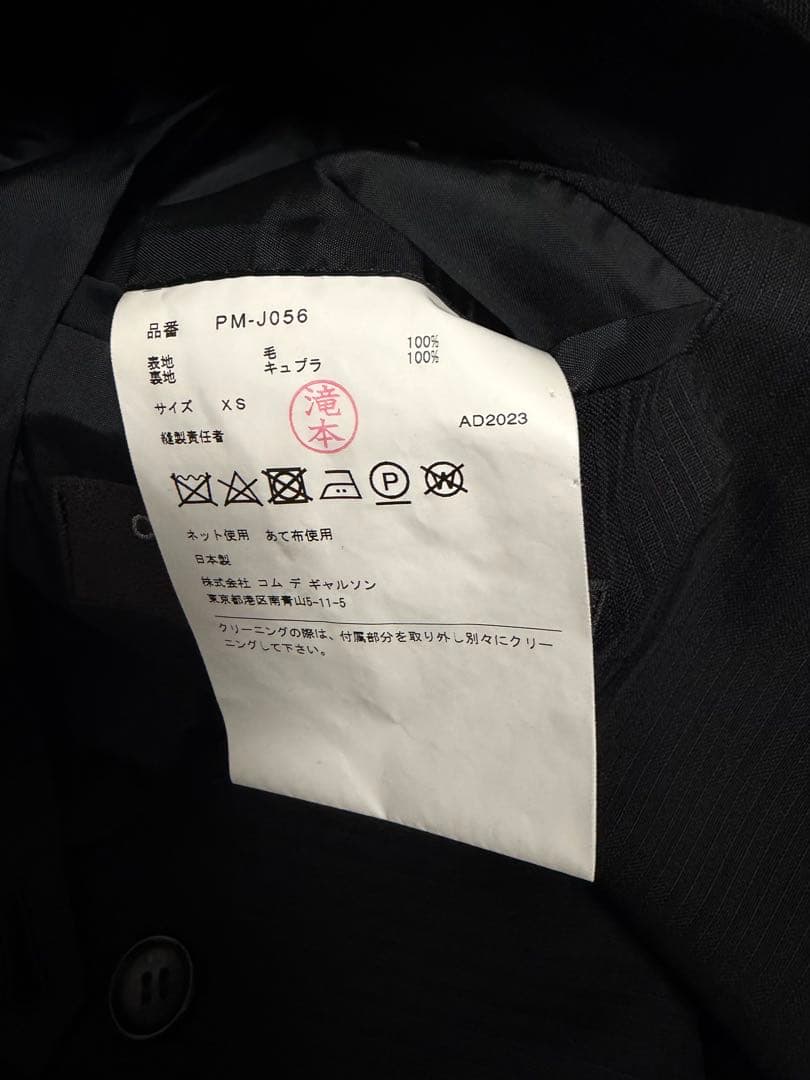 品番 PM-J056
表地 毛 100%
裏地 キュプラ 100%
サイズ XS
滝本
AD2023
縫製責任者
P
W
ネット使用 あて布使用
日本製
株式会社 コム デ ギャルソン
東京都港区南青山5-11-5
クリーニングの際は、付属部分を取り外し別々にクリー
ニングして下さい。